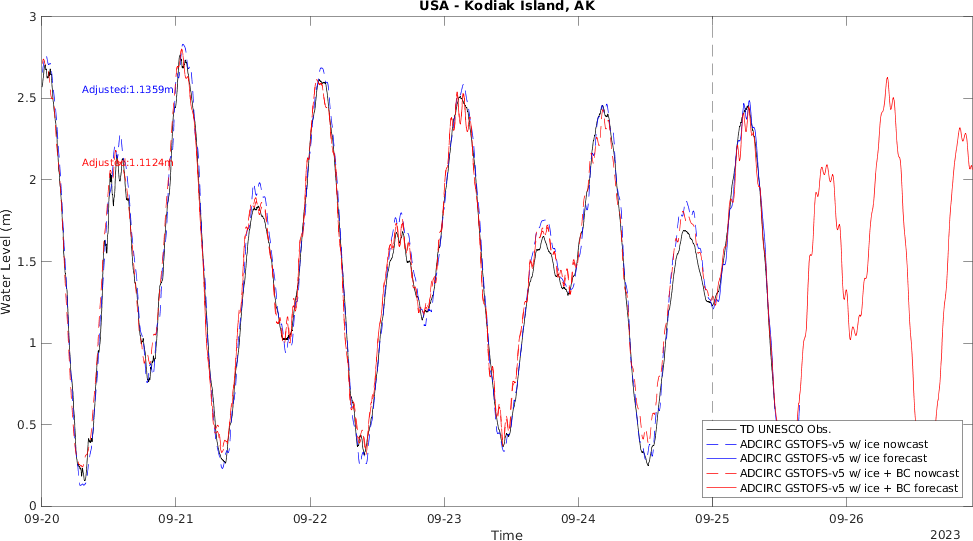 USA - Kodiak Island, AK
3
2.5
2
1.5
1
0.5
0
Water Level (m)
Adjusted:1.1359m
Adjusted:1.1124m
TD UNESCO Obs.
ADCIRC GSTOFS-v5 w/ ice nowcast
ADCIRC GSTOFS-v5 w/ ice forecast
ADCIRC GSTOFS-v5 w/ ice + BC nowcast
ADCIRC GSTOFS-v5 w/ ice + BC forecast
09-20 09-21 09-22 09-23 09-24 09-25 09-26
Time
2023